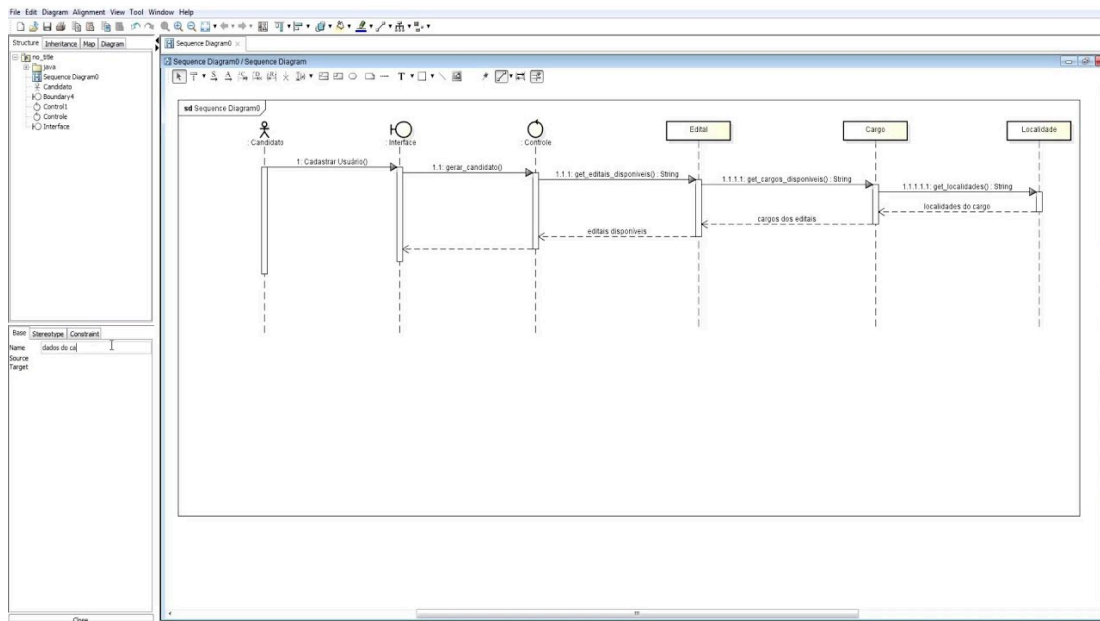 File Edit Diagram Alignment View Tool Window Help
Structure Inheritance Map Diagram
no_title
java
Sequence Diagram0
Candidato
Boundary4
Control1
Controle
Interface
Base Stereotype Constraint
Name dados do ca
Source
Target
Close
Sequence Diagram0
Sequence Diagram0 / Sequence Diagram
sd Sequence Diagram0
: Candidato
: Interface
: Controle
Edital
Cargo
Localidade
1: Cadastrar Usuário()
1.1: gerar_candidato()
1.1.1: get_editais_disponiveis() : String
1.1.1.1: get_cargos_disponiveis() : String
1.1.1.1.1: get_localidades() : String
localidades do cargo
cargos dos editais
editais disponíveis